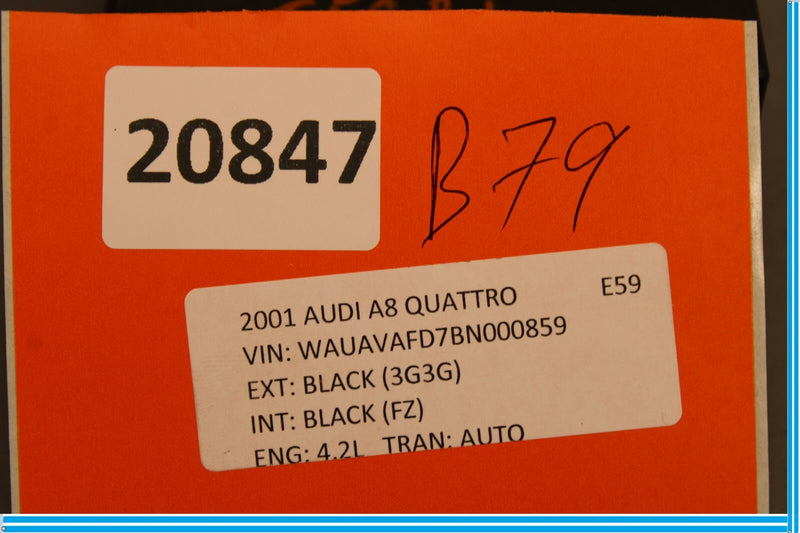 20847
B79
2001 AUDI A8 QUATTRO E59
VIN: WAUAVAFD7BN000859
EXT: BLACK (3G3G)
INT: BLACK (FZ)
ENG: 4.2L TRAN: AUTO